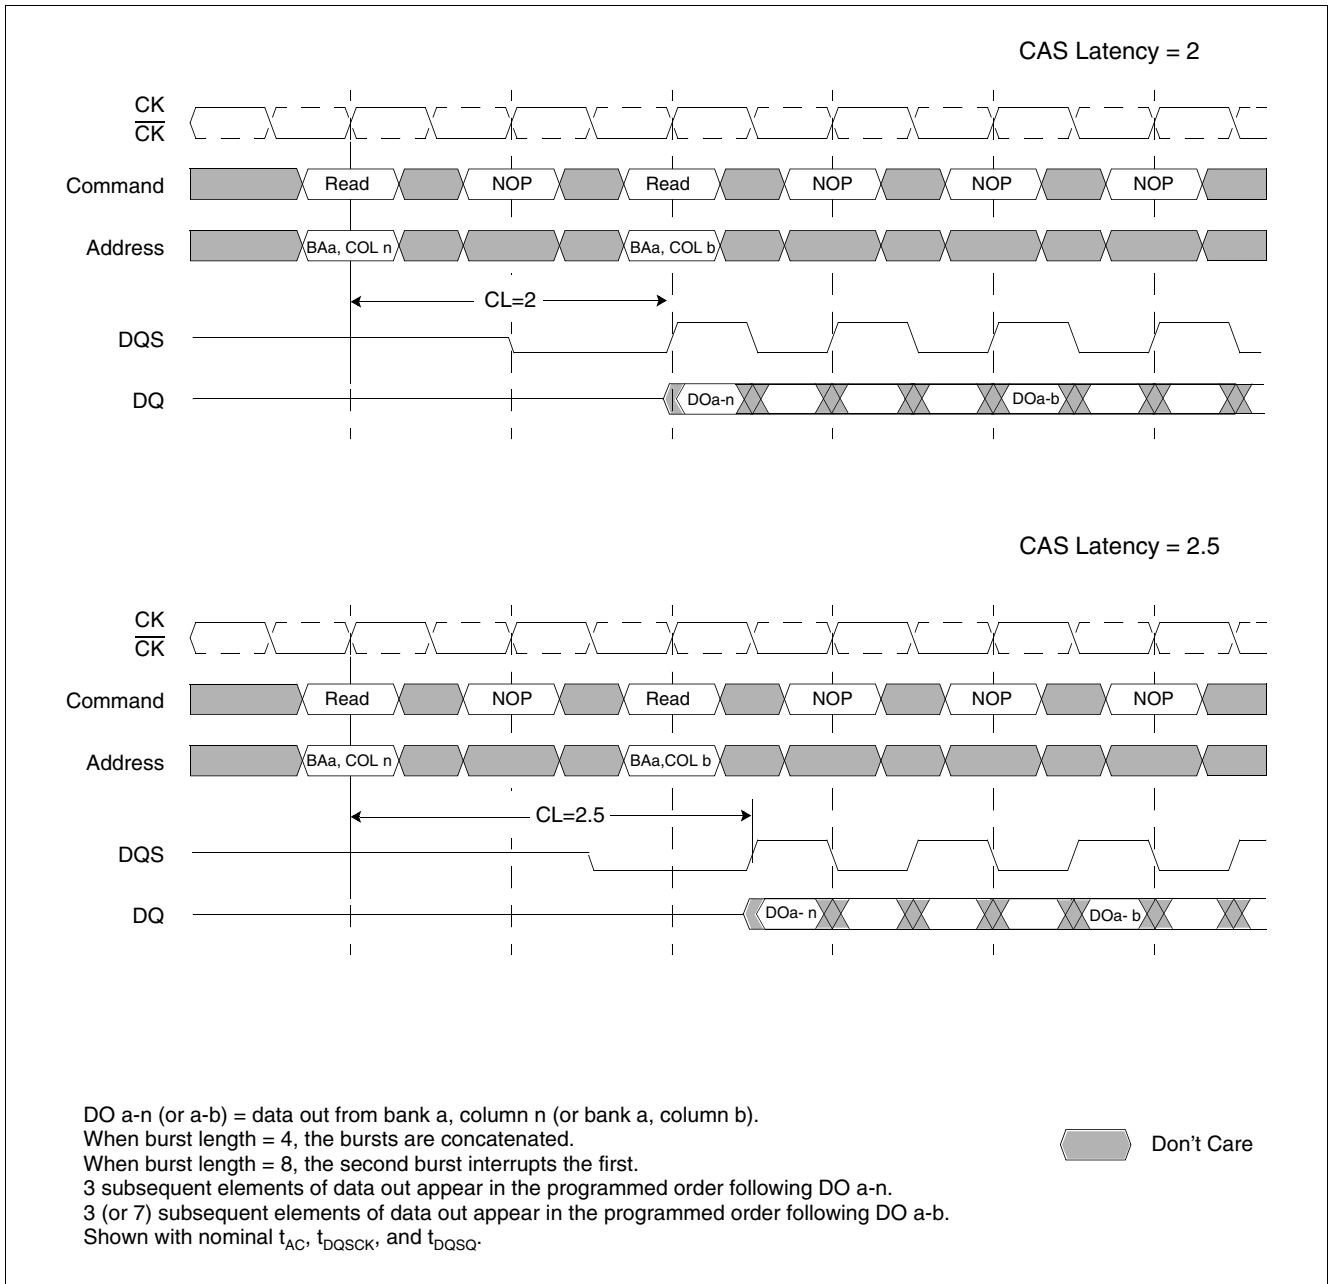 CAS Latency = 2
CK
CK
Command Read NOP Read NOP NOP NOP
Address BAa, COL n BAa, COL b
CL=2
DQS
DQ DOa-n DOa-b
CAS Latency = 2.5
CK
CK
Command Read NOP Read NOP NOP NOP
Address BAa, COL n BAa,COL b
CL=2.5
DQS
DQ DOa- n DOa- b
DO a-n (or a-b) = data out from bank a, column n (or bank a, column b).
When burst length = 4, the bursts are concatenated.
When burst length = 8, the second burst interrupts the first.
3 subsequent elements of data out appear in the programmed order following DO a-n.
3 (or 7) subsequent elements of data out appear in the programmed order following DO a-b.
Shown with nominal tAC, tDQSCK, and tDQSQ.
Don't Care